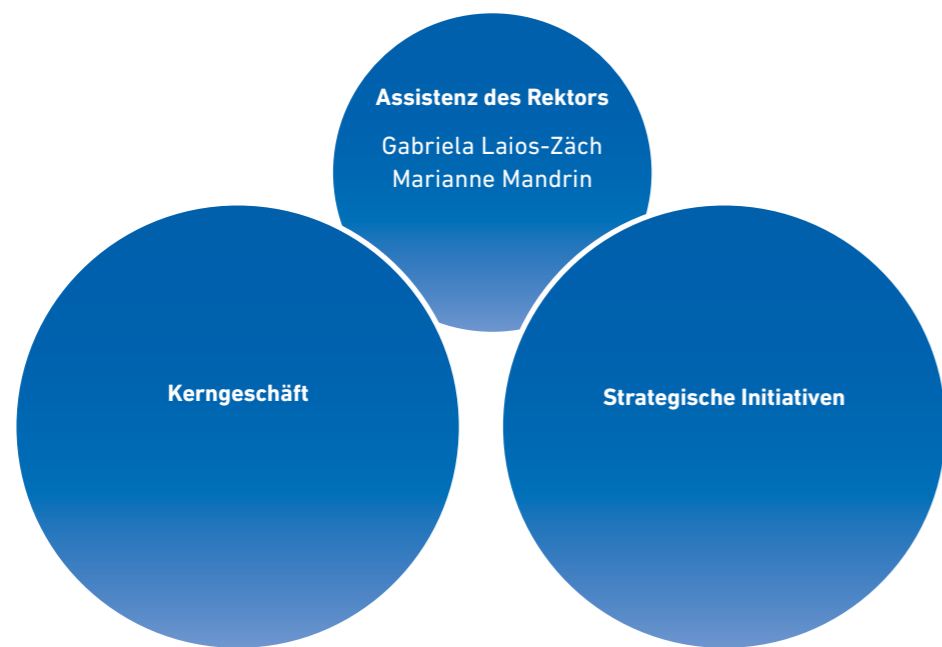 Assistenz des Rektors
Gabriela Laios-Zäch
Marianne Mandrin
Kerngeschäft
Strategische Initiativen